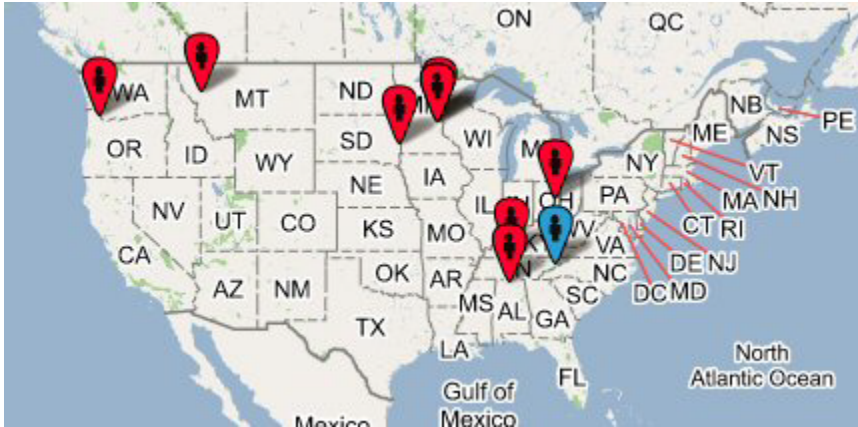 ON
QC
NB
PE
WA
MT
ND
ME
NS
OR
ID
SD
WI
NY
VT
WY
NE
IA
PA
MA
NH
NV
UT
CO
IL
OH
CT
RI
CA
KS
MO
VA
DE
NJ
AZ
NM
OK
AR
NC
DC
MD
TX
MS
AL
GA
SC
LA
FL
North
Atlantic Ocean
Gulf of
Mexico
Mexico